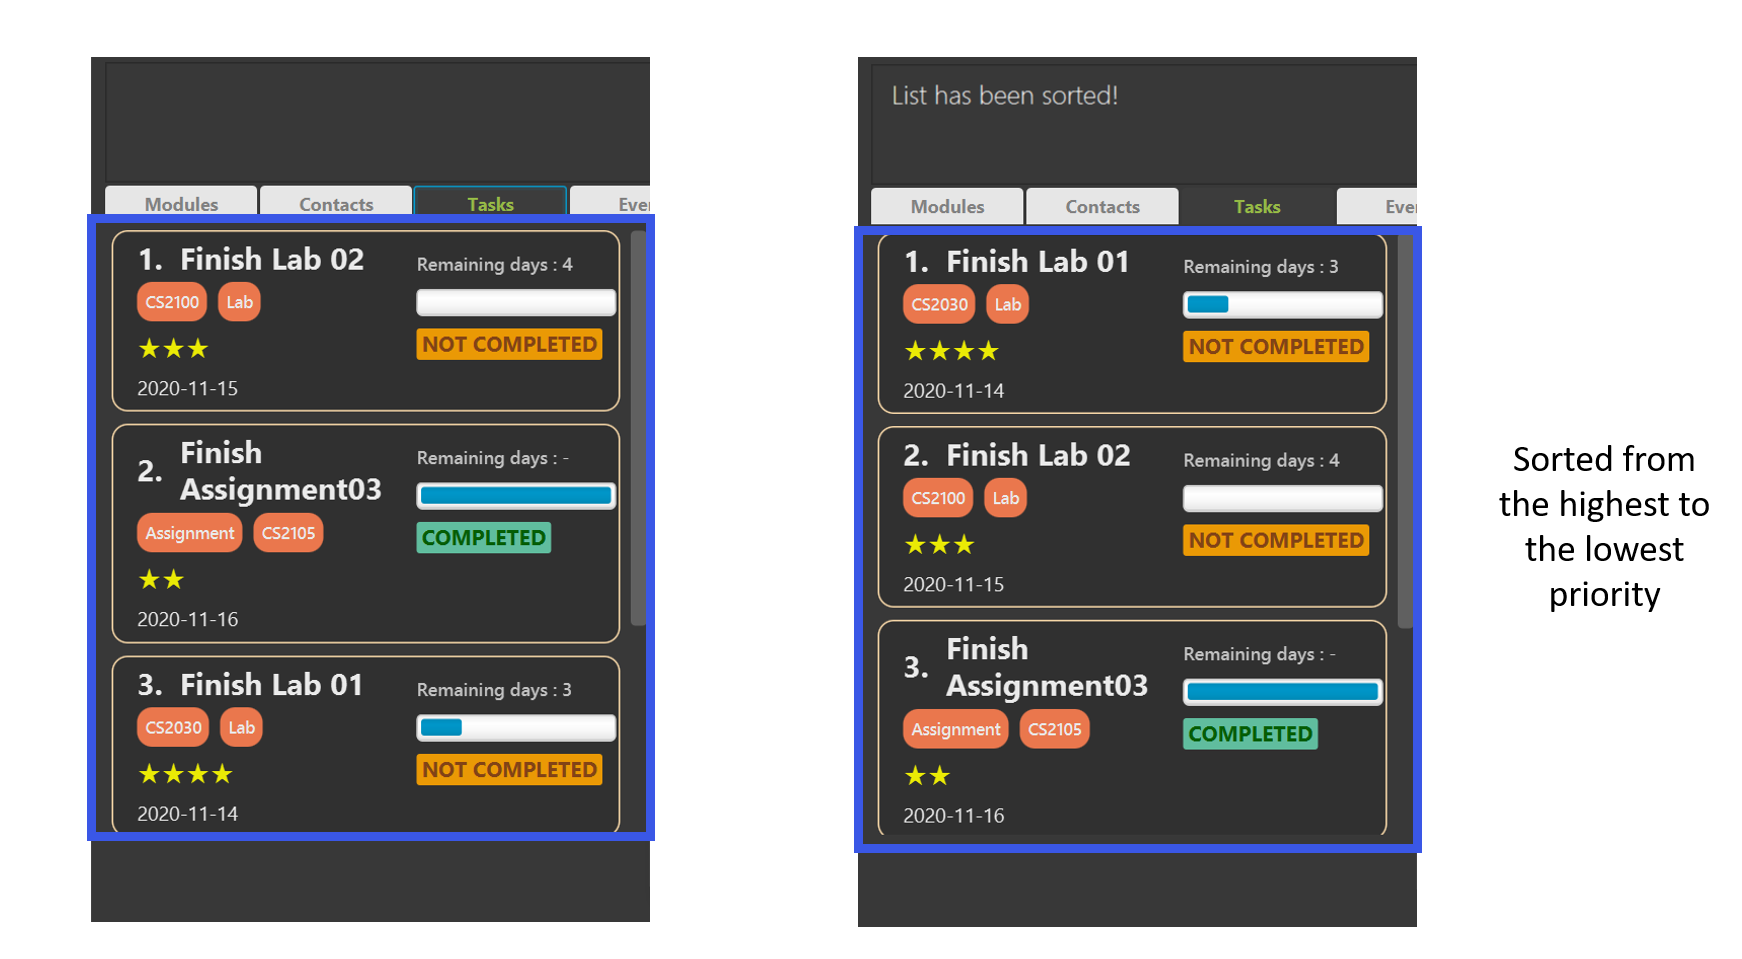 Modules Contacts Tasks Eve
1. Finish Lab 02
Remaining days : 4
CS2100 Lab
★★★
NOT COMPLETED
2020-11-15
2. Finish
Assignment03
Remaining days : -
Assignment CS2105
COMPLETED
★★
2020-11-16
3. Finish Lab 01
Remaining days : 3
CS2030 Lab
★★★★
NOT COMPLETED
2020-11-14
List has been sorted!
Modules Contacts Tasks Eve
1. Finish Lab 01
Remaining days : 3
CS2030 Lab
★★★★
NOT COMPLETED
2020-11-14
2. Finish Lab 02
Remaining days : 4
CS2100 Lab
★★★
NOT COMPLETED
2020-11-15
3. Finish
Assignment03
Remaining days : -
Assignment CS2105
COMPLETED
★★
2020-11-16
Sorted from
the highest to
the lowest
priority